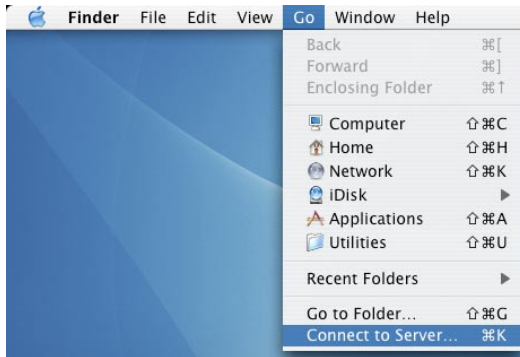 Finder File Edit View Go Window Help
Back ⌘[
Forward ⌘]
Enclosing Folder ⌘↑
Computer ⇧⌘C
Home ⇧⌘H
Network ⇧⌘K
iDisk ▶
Applications ⇧⌘A
Utilities ⇧⌘U
Recent Folders ▶
Go to Folder... ⇧⌘G
Connect to Server... ⌘K